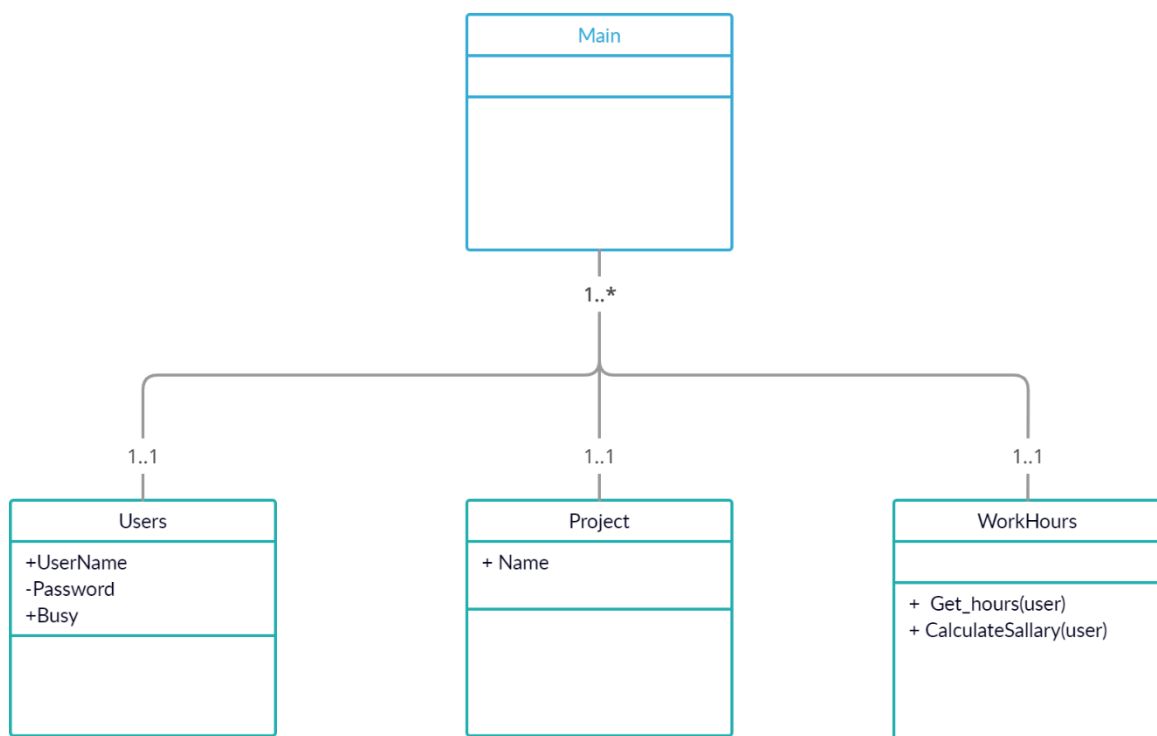 Main
1..*
1..1
1..1
1..1
Users
+UserName
-Password
+Busy
Project
+ Name
WorkHours
+ Get_hours(user)
+ CalculateSallary(user)